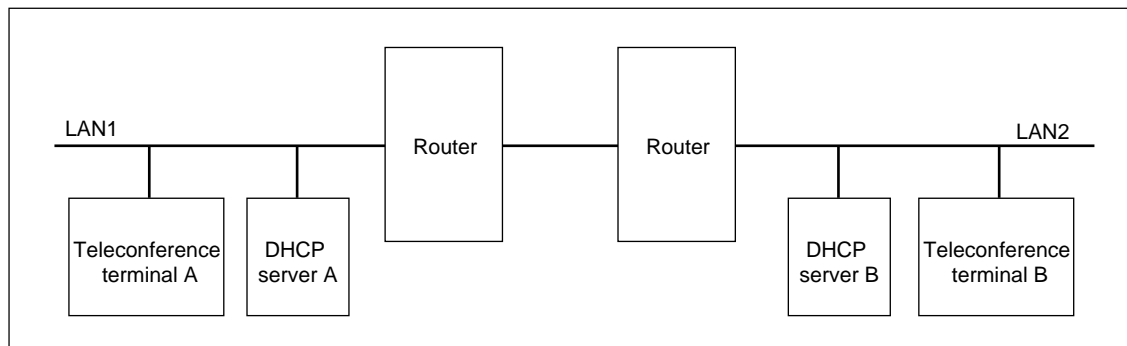 LAN1
Router
Router
LAN2
Teleconference
terminal A
DHCP
server A
DHCP
server B
Teleconference
terminal B